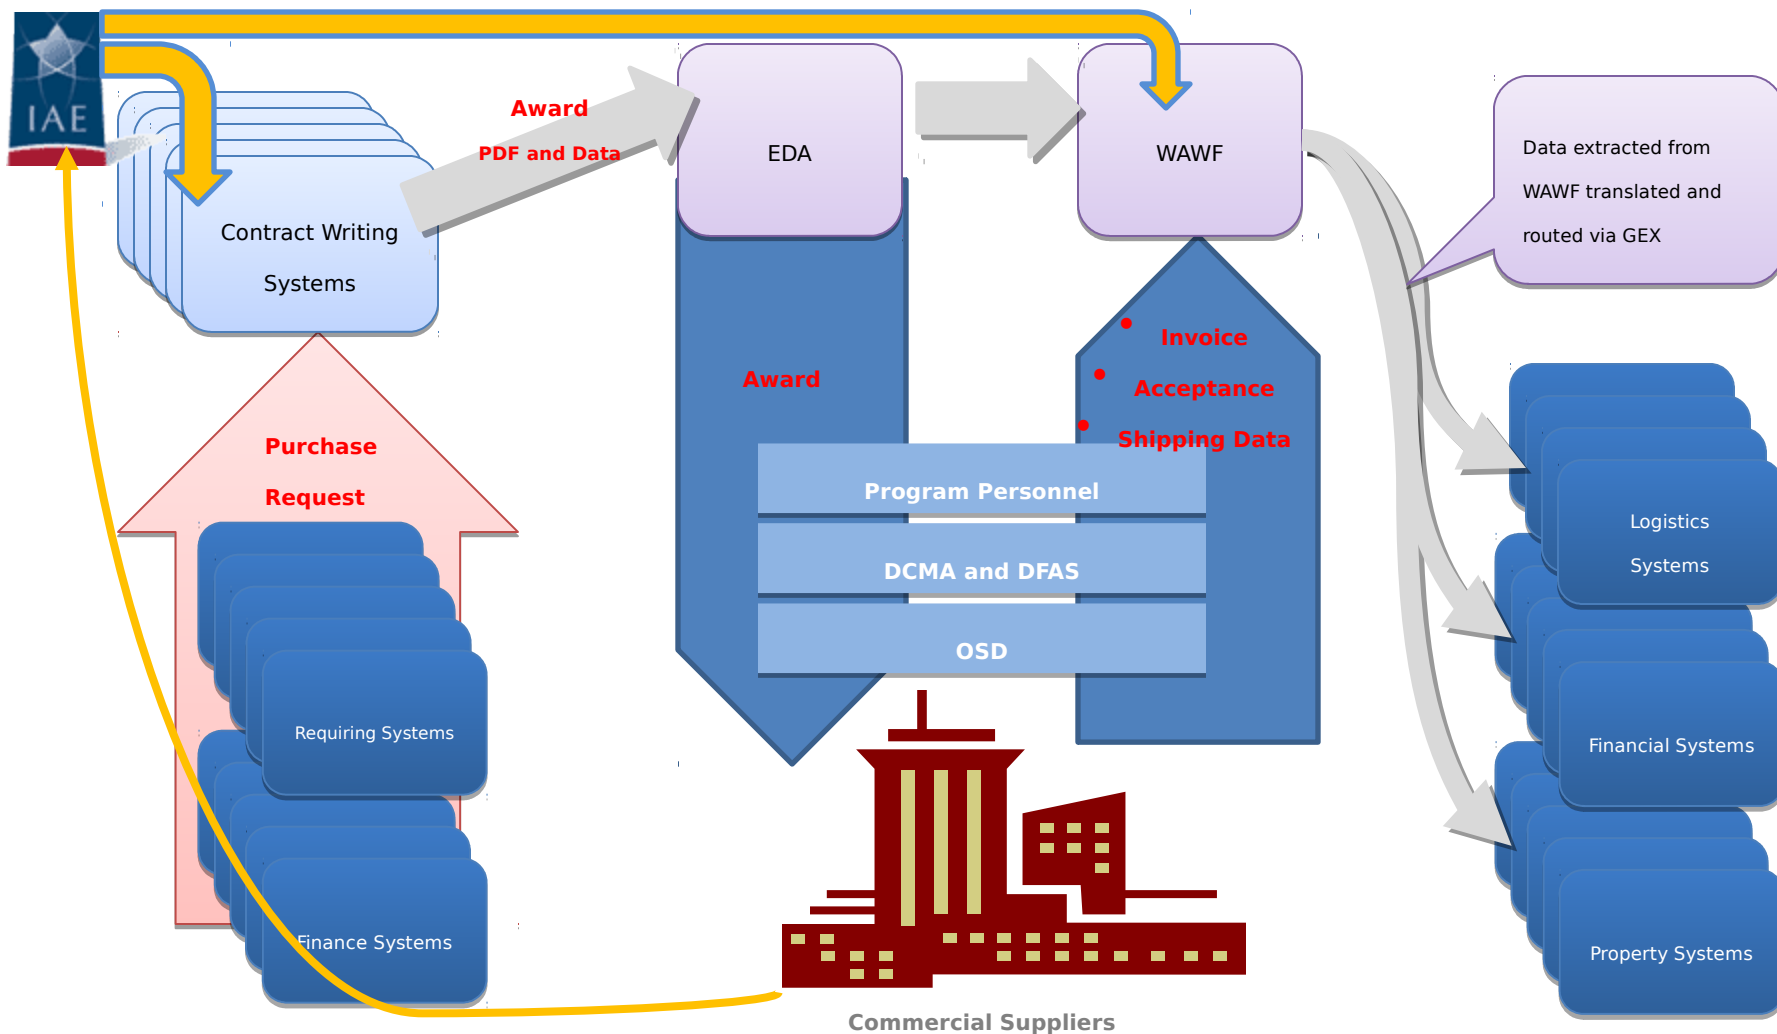 IAE
Contract Writing
Systems
Award
PDF and Data
EDA
WAWF
Data extracted from
WAWF translated and
routed via GEX
Purchase
Request
Award
• Invoice
• Acceptance
• Shipping Data
Program Personnel
DCMA and DFAS
OSD
Requiring Systems
Finance Systems
Logistics
Systems
Financial Systems
Property Systems
Commercial Suppliers